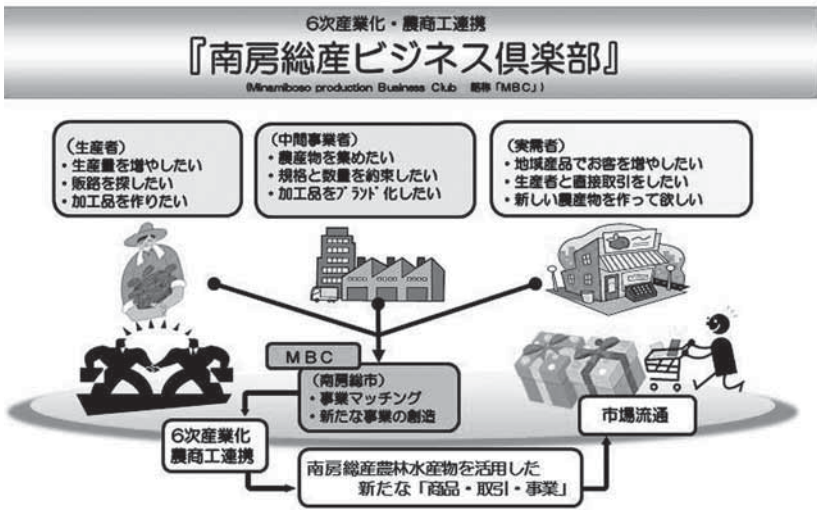 6次産業化・農商工連携
『南房総産ビジネス倶楽部』
(Minamiboso production Business Club 略称「MBC」)
(生産者)
・生産量を増やしたい
・販路を探したい
・加工品を作りたい
(中間事業者)
・農産物を集めたい
・規格と数量を約束したい
・加工品をブランド化したい
(実需者)
・地域産品でお客を増やしたい
・生産者と直接取引をしたい
・新しい農産物を作って欲しい
MBC
(南房総市)
・事業マッチング
・新たな事業の創造
6次産業化
農商工連携
南房総産農林水産物を活用した
新たな「商品・取引・事業」
市場流通